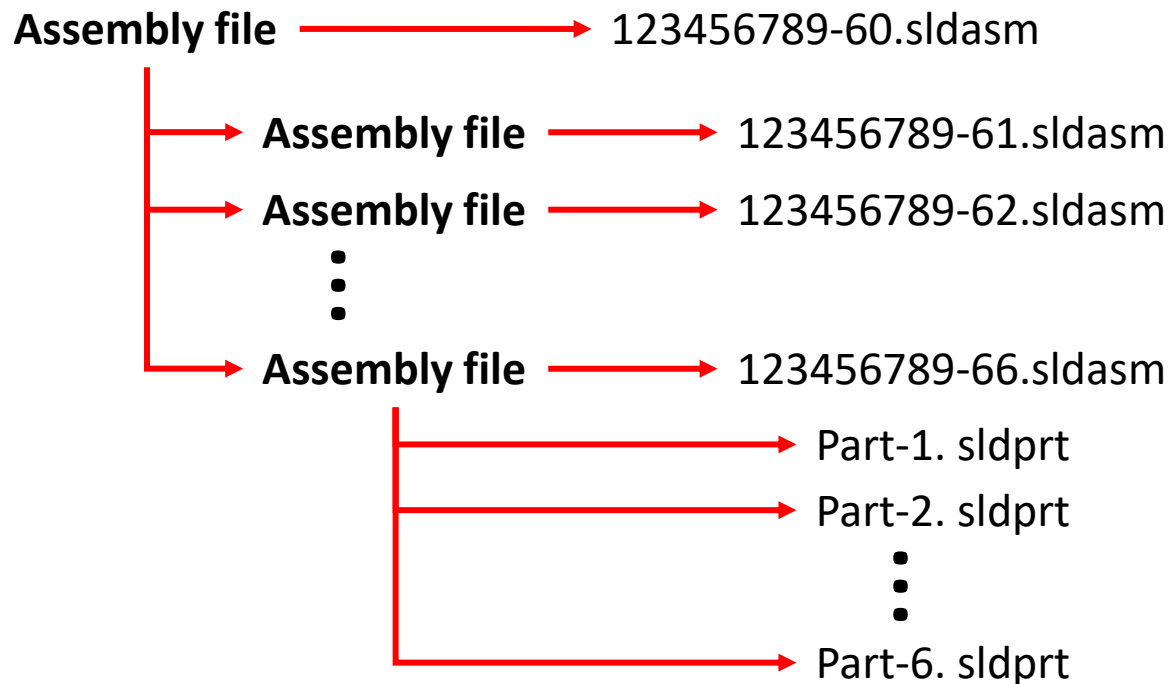 Assembly file 123456789-60.sldasm
Assembly file 123456789-61.sldasm
Assembly file 123456789-62.sldasm
Assembly file 123456789-66.sldasm
Part-1. sldprt
Part-2. sldprt
Part-6. sldprt